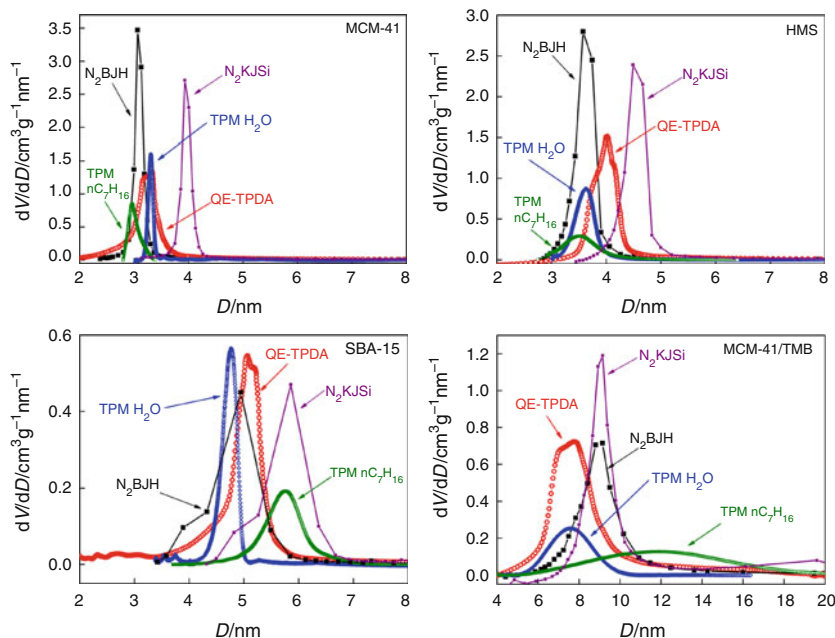 MCM-41
3.5
3.0
2.5
2.0
1.5
1.0
0.5
0.0
dV/dD/cm³g⁻¹nm⁻¹
N₂BJH
N₂KJSi
TPM H₂O
TPM
nC₇H₁₆
QE-TPDA
2 3 4 5 6 7 8
D/nm
HMS
3.0
2.5
2.0
1.5
1.0
0.5
0.0
dV/dD/cm³g⁻¹nm⁻¹
N₂BJH
N₂KJSi
QE-TPDA
TPM H₂O
TPM
nC₇H₁₆
2 3 4 5 6 7 8
D/nm
SBA-15
0.6
0.4
0.2
0.0
dV/dD/cm³g⁻¹nm⁻¹
QE-TPDA
N₂KJSi
TPM H₂O
N₂BJH
TPM nC₇H₁₆
2 3 4 5 6 7 8
D/nm
MCM-41/TMB
1.2
1.0
0.8
0.6
0.4
0.2
0.0
dV/dD/cm³g⁻¹nm⁻¹
N₂KJSi
QE-TPDA
N₂BJH
TPM H₂O
TPM nC₇H₁₆
4 6 8 10 12 14 16 18 20
D/nm